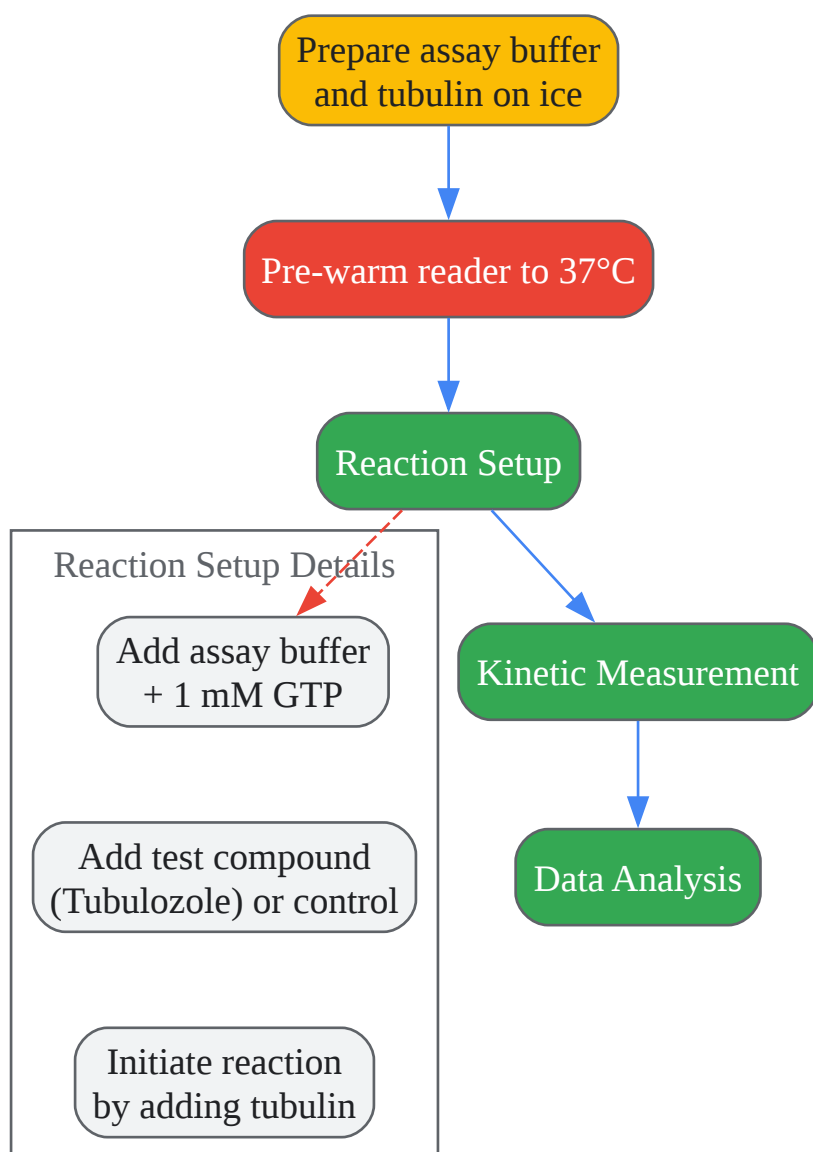 Prepare assay buffer
and tubulin on ice
Pre-warm reader to 37°C
Reaction Setup
Reaction Setup Details
Add assay buffer
+ 1 mM GTP
Kinetic Measurement
Add test compound
(Tubulozole) or control
Data Analysis
Initiate reaction
by adding tubulin